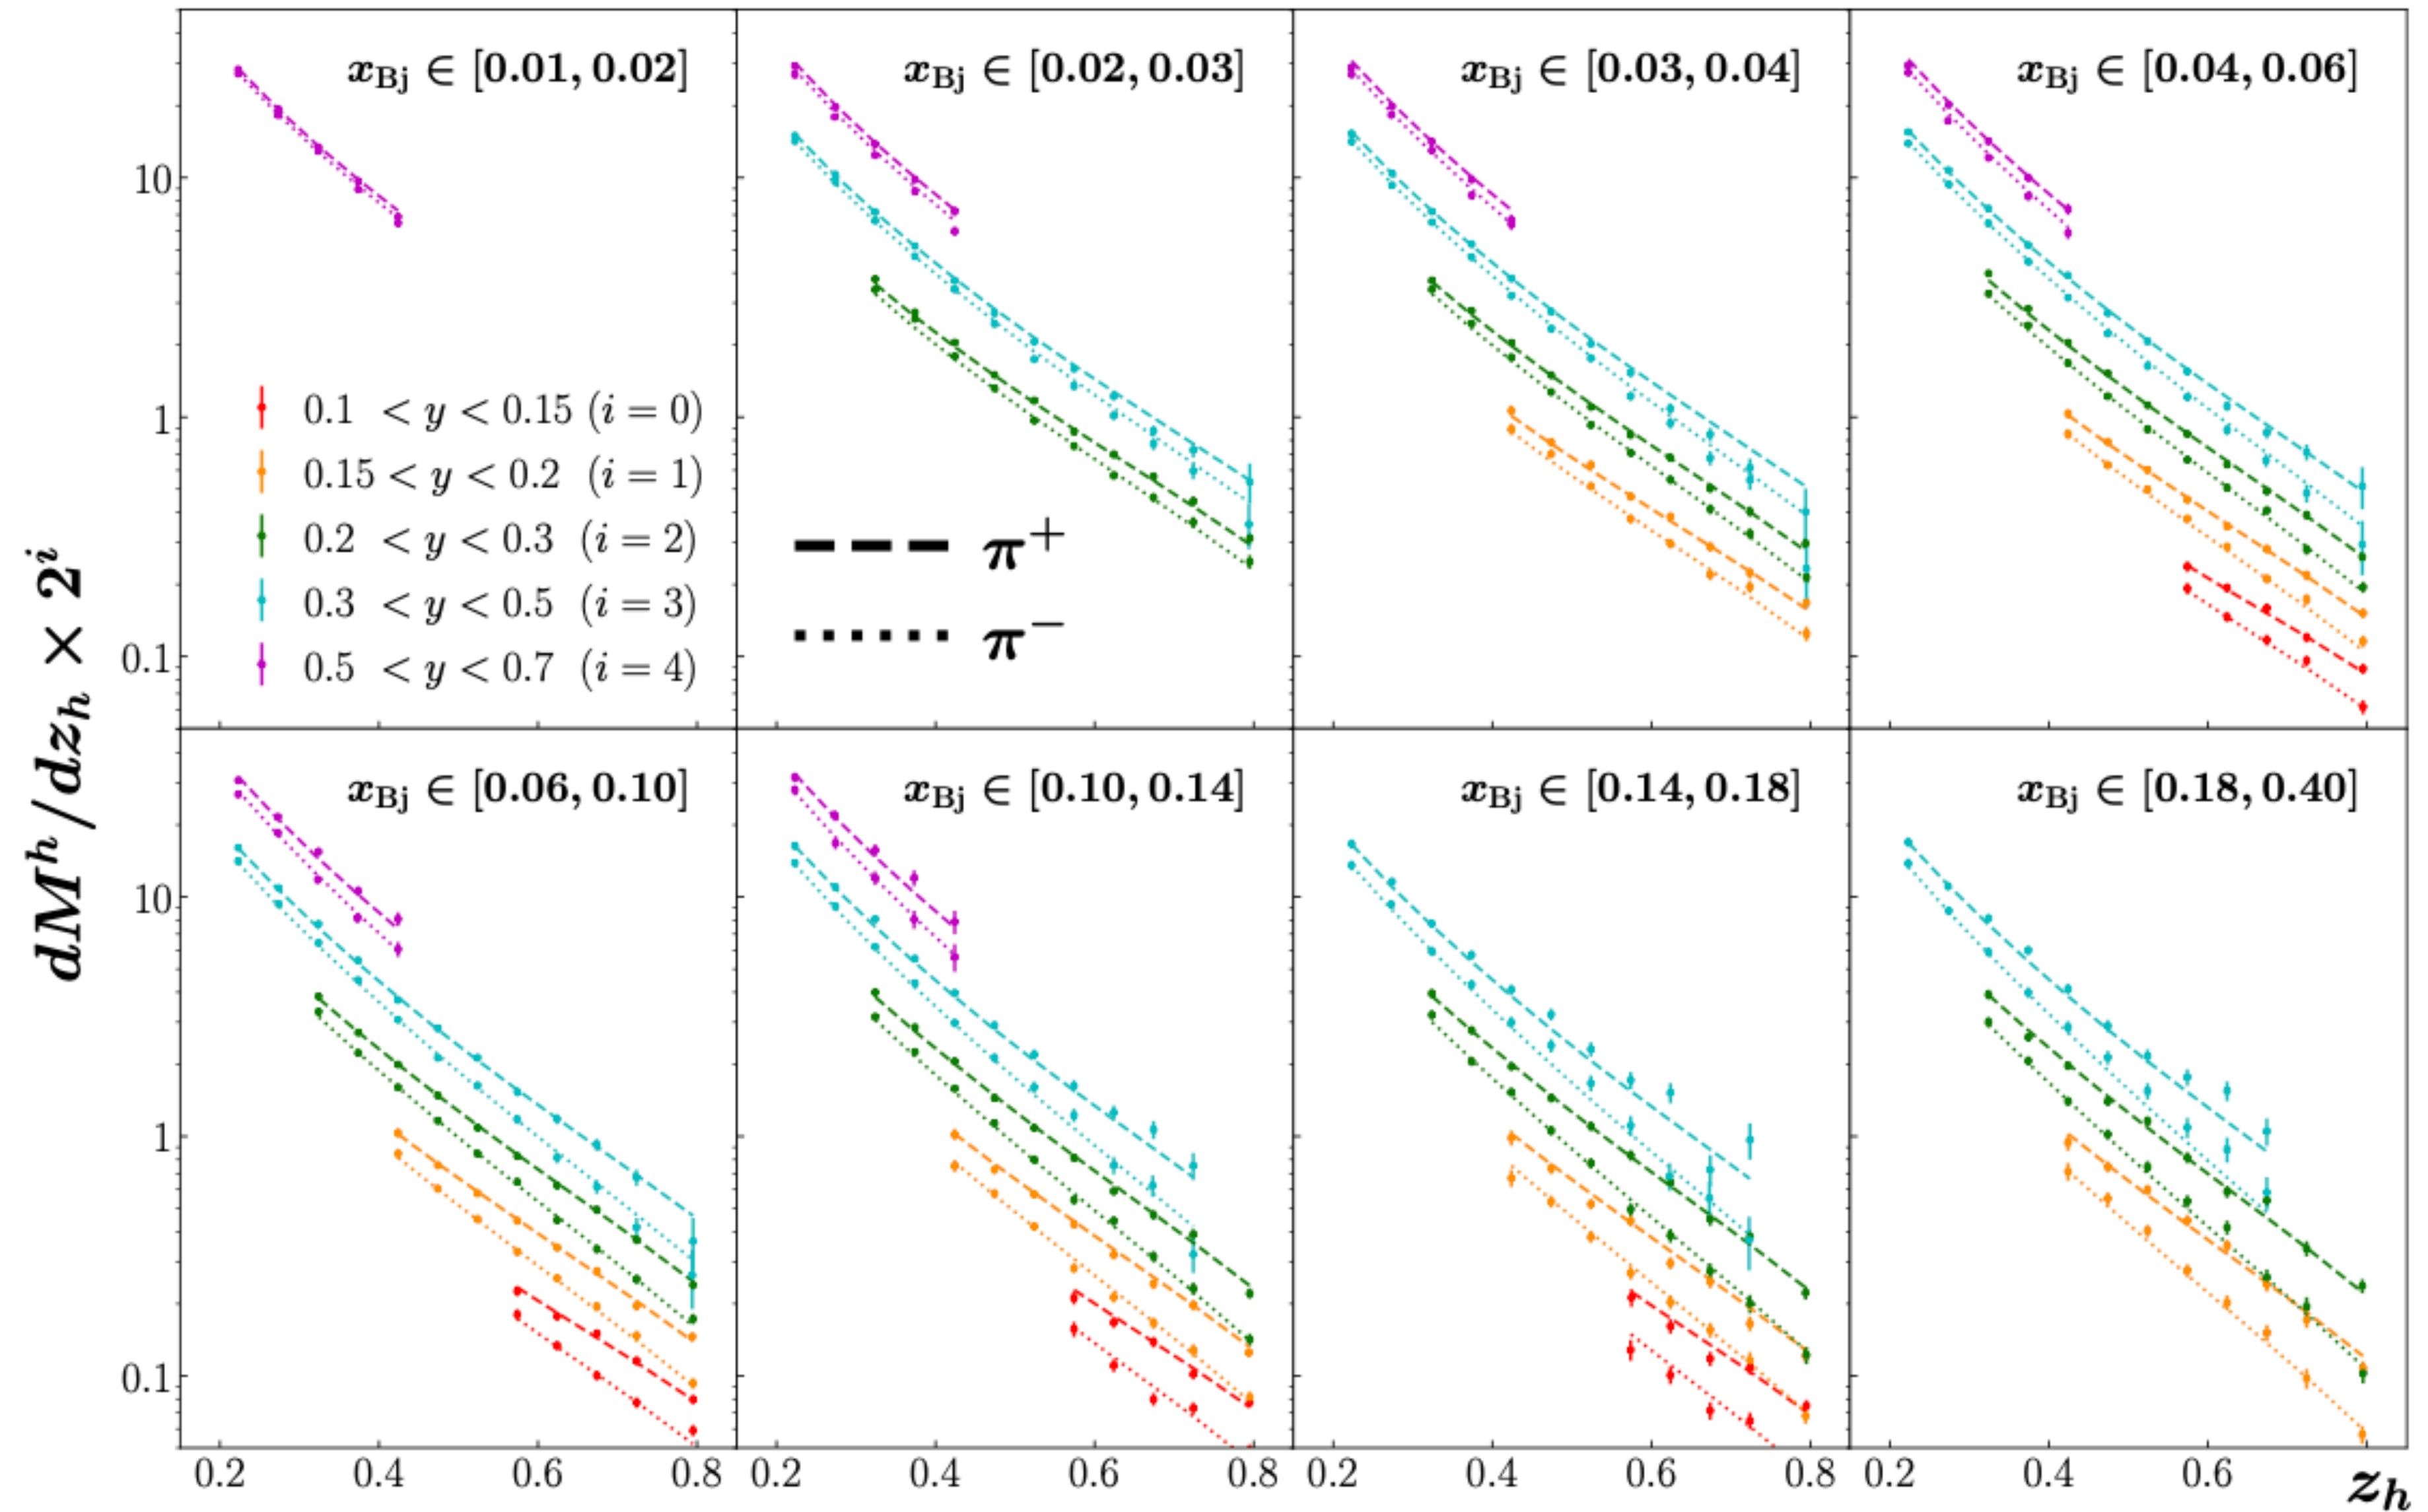 x_Bj ∈ [0.01, 0.02]
x_Bj ∈ [0.02, 0.03]
x_Bj ∈ [0.03, 0.04]
x_Bj ∈ [0.04, 0.06]
10
1
0.1
0.1 < y < 0.15 (i = 0)
0.15 < y < 0.2 (i = 1)
0.2 < y < 0.3 (i = 2)
0.3 < y < 0.5 (i = 3)
0.5 < y < 0.7 (i = 4)
π⁺
π⁻
dM^h/dz_h × 2^i
x_Bj ∈ [0.06, 0.10]
x_Bj ∈ [0.10, 0.14]
x_Bj ∈ [0.14, 0.18]
x_Bj ∈ [0.18, 0.40]
10
1
0.1
0.2 0.4 0.6 0.8 0.2 0.4 0.6 0.8 0.2 0.4 0.6 0.8 0.2 0.4 0.6 z_h